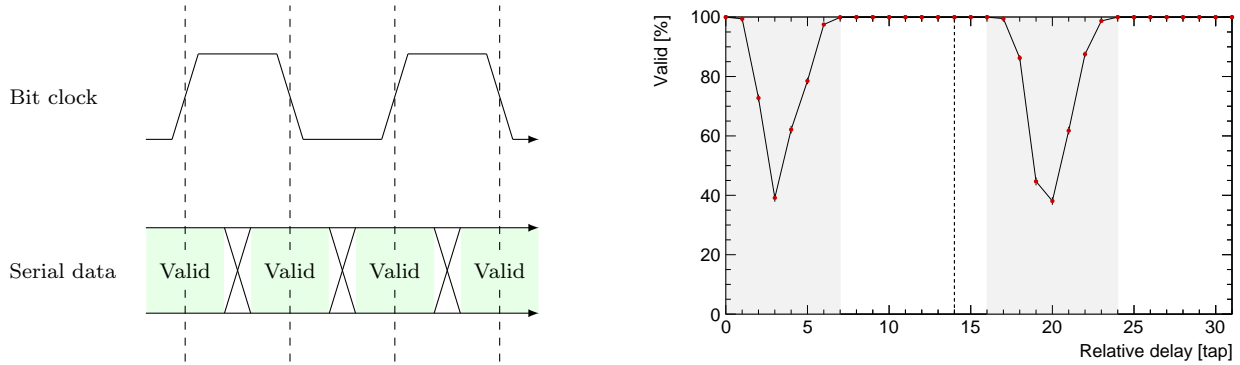 Bit clock
Serial data
Valid Valid Valid Valid
Valid [%]
100
80
60
40
20
0
0 5 10 15 20 25 30
Relative delay [tap]